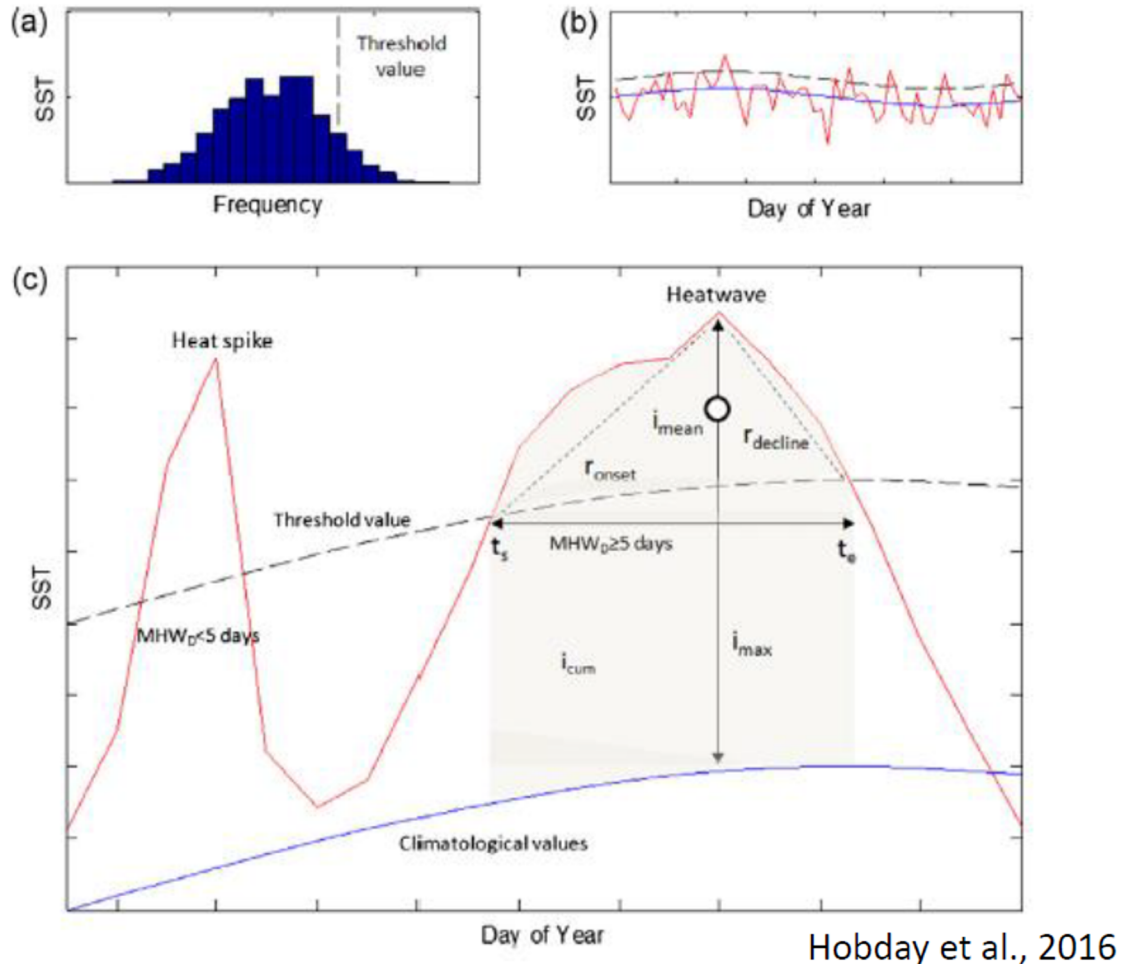 (a)
SST
Threshold
value
Frequency
(b)
SST
Day of Year
(c)
SST
Heat spike
Heatwave
i_mean
r_decline
r_onset
Threshold value
t_s
MHW_D≥5 days
t_e
MHW_D<5 days
i_max
i_cum
Climatological values
Day of Year
Hobday et al., 2016